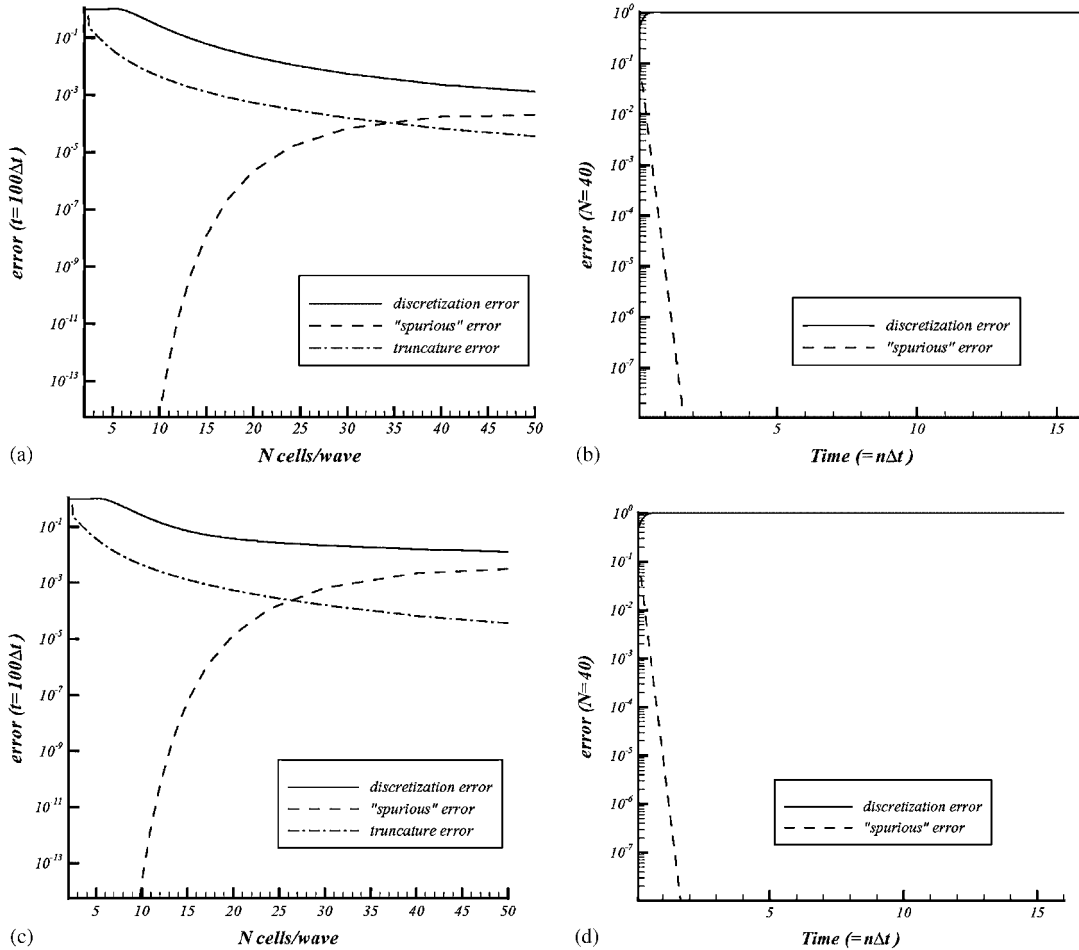 10^-1
10^-3
10^-5
10^-7
10^-9
10^-11
10^-13
error (t=100Δt)
discretization error
"spurious" error
truncature error
5 10 15 20 25 30 35 40 45 50
N cells/wave
(a)
10^0
10^-1
10^-2
10^-3
10^-4
10^-5
10^-6
10^-7
error (N=40)
discretization error
"spurious" error
5 10 15
Time (=nΔt)
(b)
10^-1
10^-3
10^-5
10^-7
10^-9
10^-11
10^-13
error (t=100Δt)
discretization error
"spurious" error
truncature error
5 10 15 20 25 30 35 40 45 50
N cells/wave
(c)
10^0
10^-1
10^-2
10^-3
10^-4
10^-5
10^-6
10^-7
error (N=40)
discretization error
"spurious" error
5 10 15
Time (=nΔt)
(d)